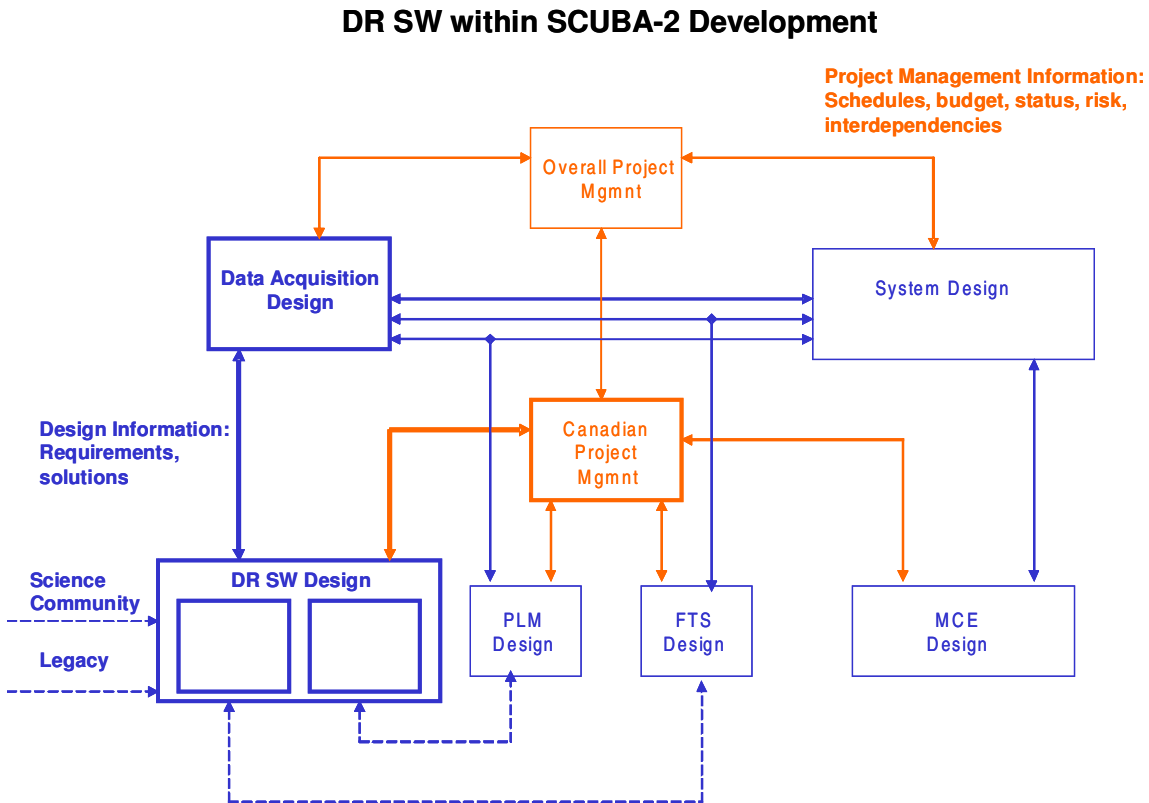 DR SW within SCUBA-2 Development
Project Management Information:
Schedules, budget, status, risk,
interdependencies
Overall Project
Mgmnt
Data Acquisition
Design
System Design
Canadian
Project
Mgmnt
Design Information:
Requirements,
solutions
DR SW Design
Science
Community
Legacy
PLM
Design
FTS
Design
MCE
Design